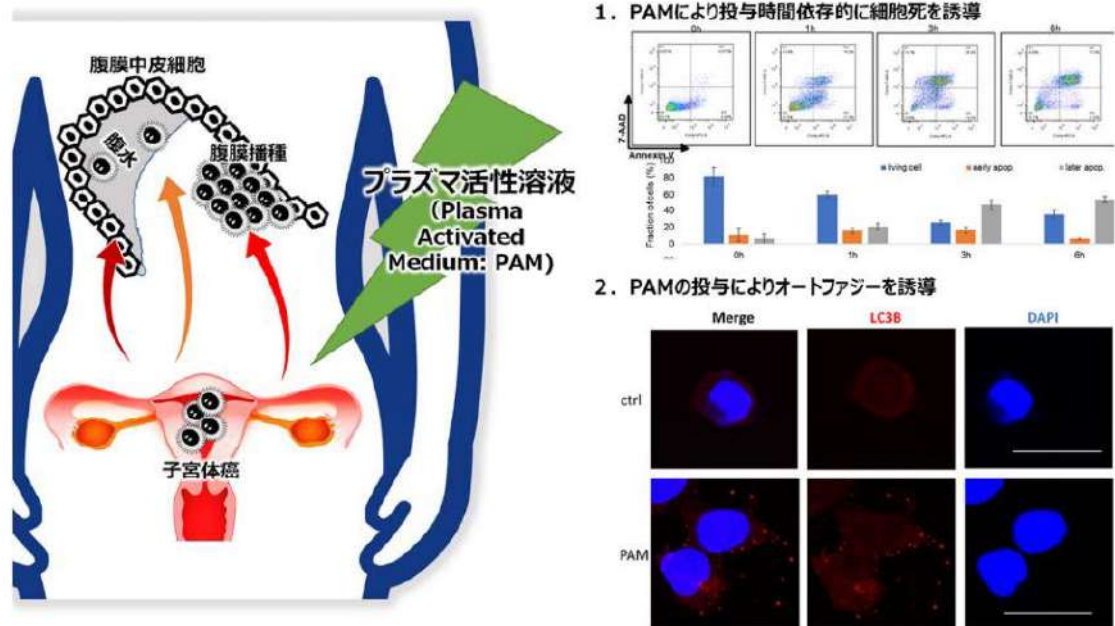 腹膜中皮細胞
腹水
腹膜播種
プラズマ活性溶液
（Plasma
Activated
Medium: PAM）
子宮体癌
1．PAMにより投与時間依存的に細胞死を誘導
0h
1h
3h
6h
7-AAD
Annexin V
living cell
aerly apop.
later apop.
Fraction of cells (%)
100
80
60
40
20
0
0h
1h
3h
6h
2．PAMの投与によりオートファジーを誘導
Merge
LC3B
DAPI
ctrl
PAM